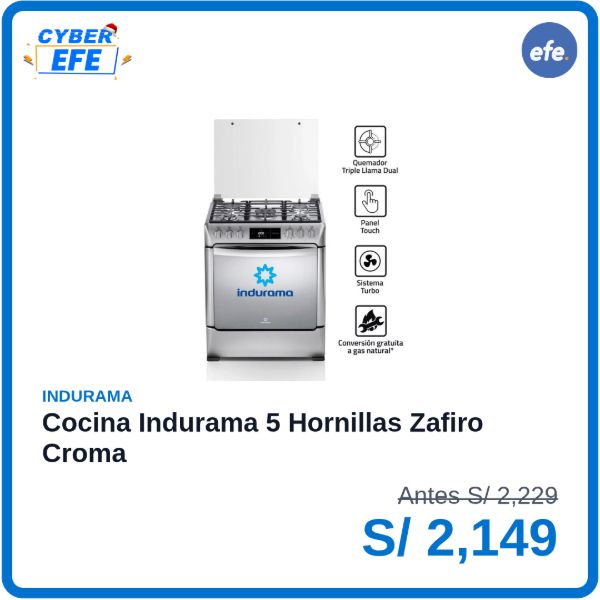 CYBER
EFE
efe.
Quemador
Triple Llama Dual
Panel
Touch
indurama
Sistema
Turbo
Conversión gratuita
a gas natural*
INDURAMA
Cocina Indurama 5 Hornillas Zafiro
Croma
Antes S/ 2,229
S/ 2,149